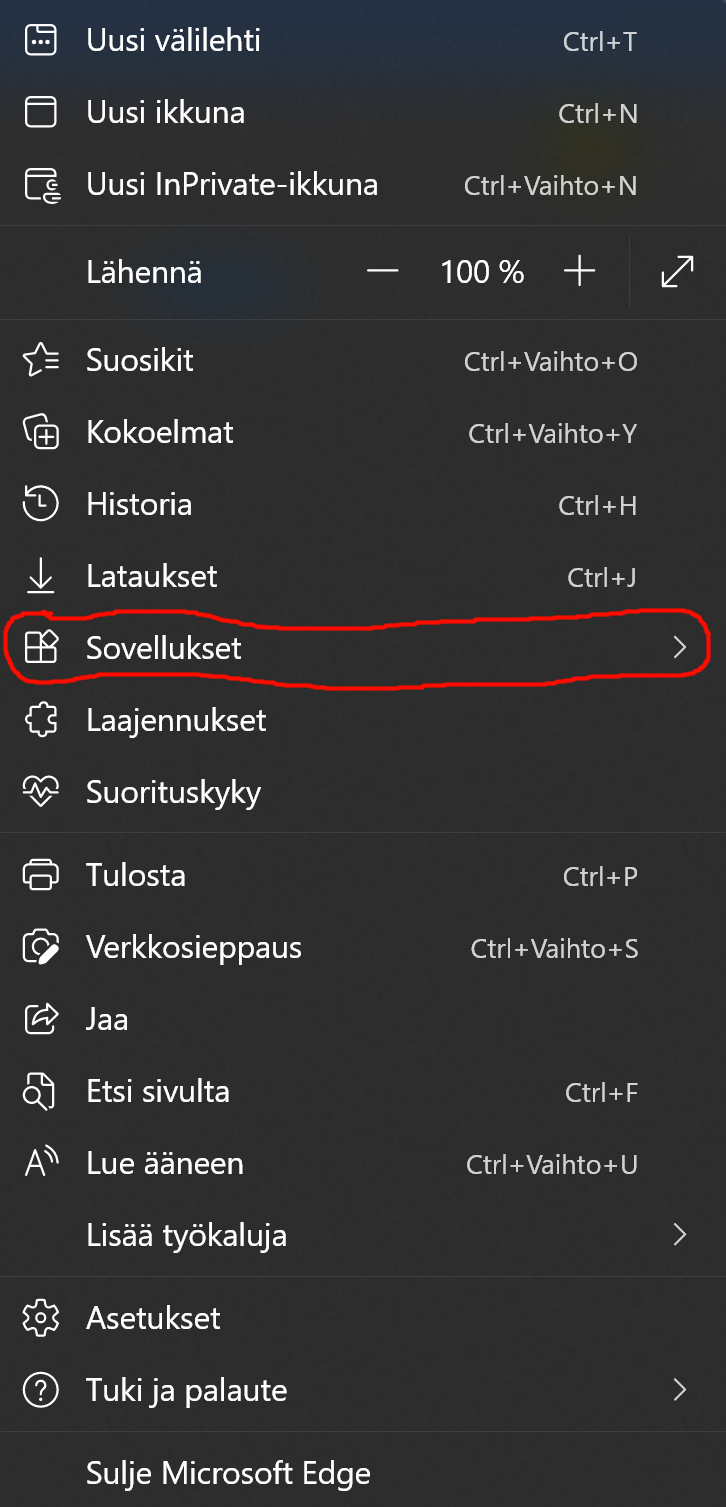 Uusi välilehti Ctrl+T
Uusi ikkuna Ctrl+N
Uusi InPrivate-ikkuna Ctrl+Vaihto+N
Lähennä — 100 % +
Suosikit Ctrl+Vaihto+O
Kokoelmat Ctrl+Vaihto+Y
Historia Ctrl+H
Lataukset Ctrl+J
Sovellukset
Laajennukset
Suorituskyky
Tulosta Ctrl+P
Verkkosieppaus Ctrl+Vaihto+S
Jaa
Etsi sivulta Ctrl+F
Lue ääneen Ctrl+Vaihto+U
Lisää työkaluja
Asetukset
Tuki ja palaute
Sulje Microsoft Edge